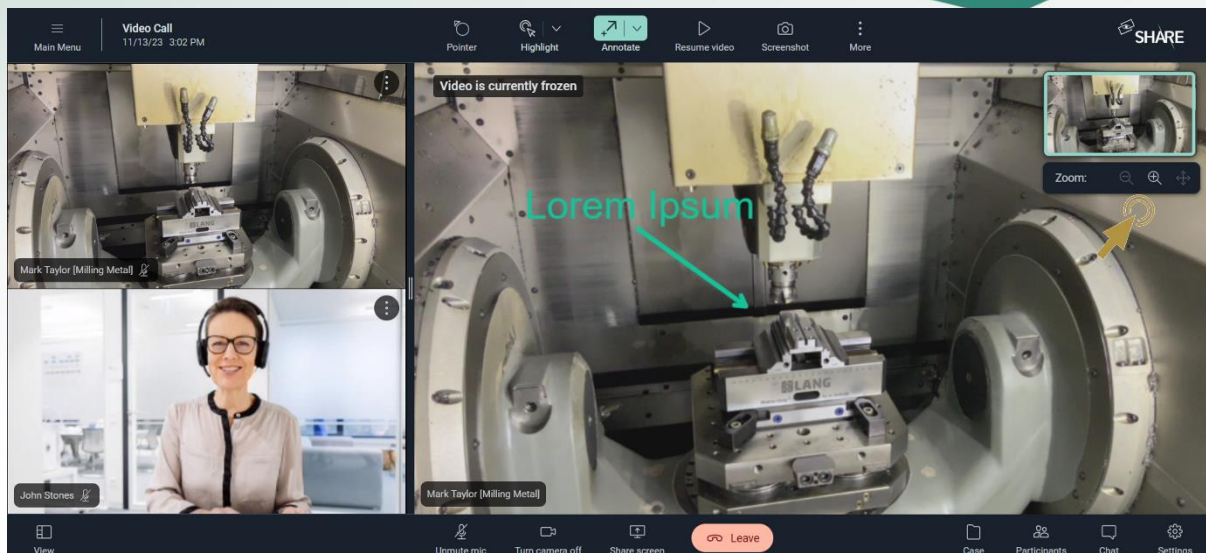 Main Menu
Video Call
11/13/23 3:02 PM
Pointer
Highlight
Annotate
Resume video
Screenshot
More
SHARE
Mark Taylor [Milling Metal]
John Stones
Video is currently frozen
Zoom:
Lorem Ipsum
LANG
Mark Taylor [Milling Metal]
View
Unmute mic
Turn camera off
Share screen
Leave
Case
Participants
Chat
Settings